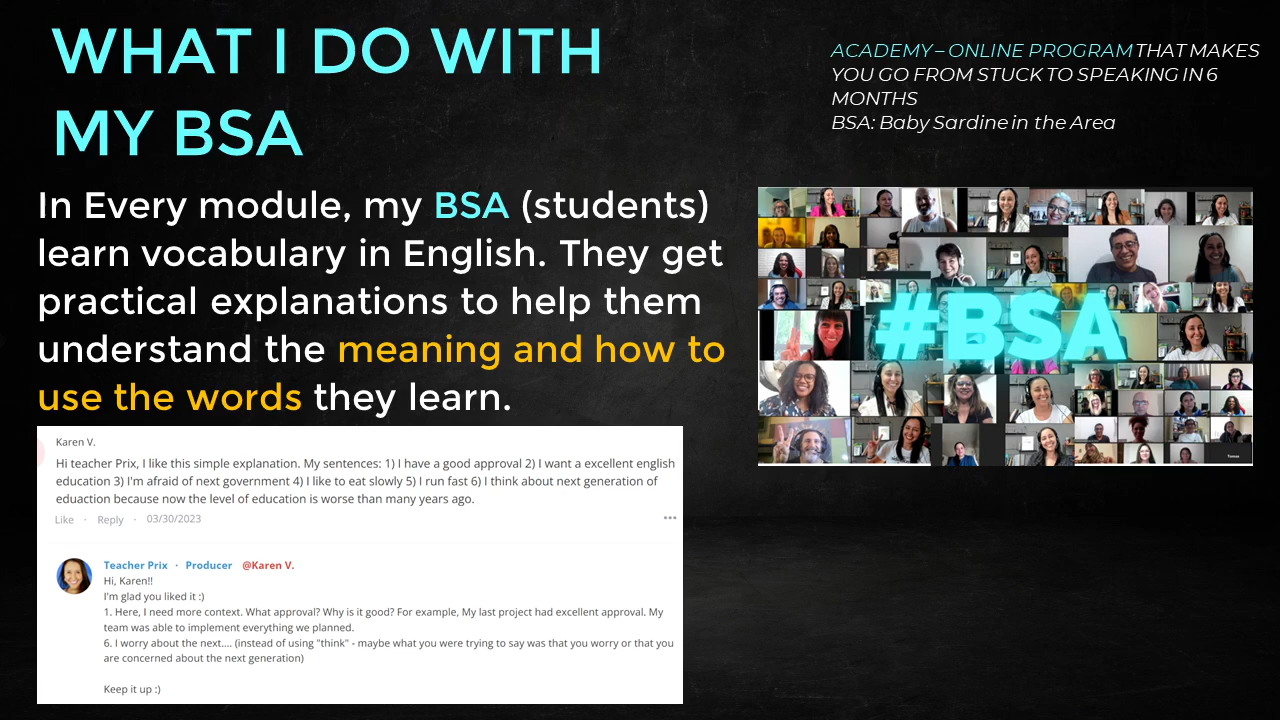 WHAT I DO WITH
MY BSA
ACADEMY – ONLINE PROGRAM THAT MAKES
YOU GO FROM STUCK TO SPEAKING IN 6
MONTHS
BSA: Baby Sardine in the Area
In Every module, my BSA (students)
learn vocabulary in English. They get
practical explanations to help them
understand the meaning and how to
use the words they learn.
#BSA
Karen V.
Hi teacher Prix, I like this simple explanation. My sentences: 1) I have a good approval 2) I want a excellent english
education 3) I'm afraid of next government 4) I like to eat slowly 5) I run fast 6) I think about next generation of
eduaction because now the level of education is worse than many years ago.
Like · Reply · 03/30/2023
Teacher Prix · Producer @Karen V.
Hi, Karen!!
I'm glad you liked it :)
1. Here, I need more context. What approval? Why is it good? For example, My last project had excellent approval. My
team was able to implement everything we planned.
6. I worry about the next.... (instead of using "think" - maybe what you were trying to say was that you worry or that you
are concerned about the next generation)
Keep it up :)